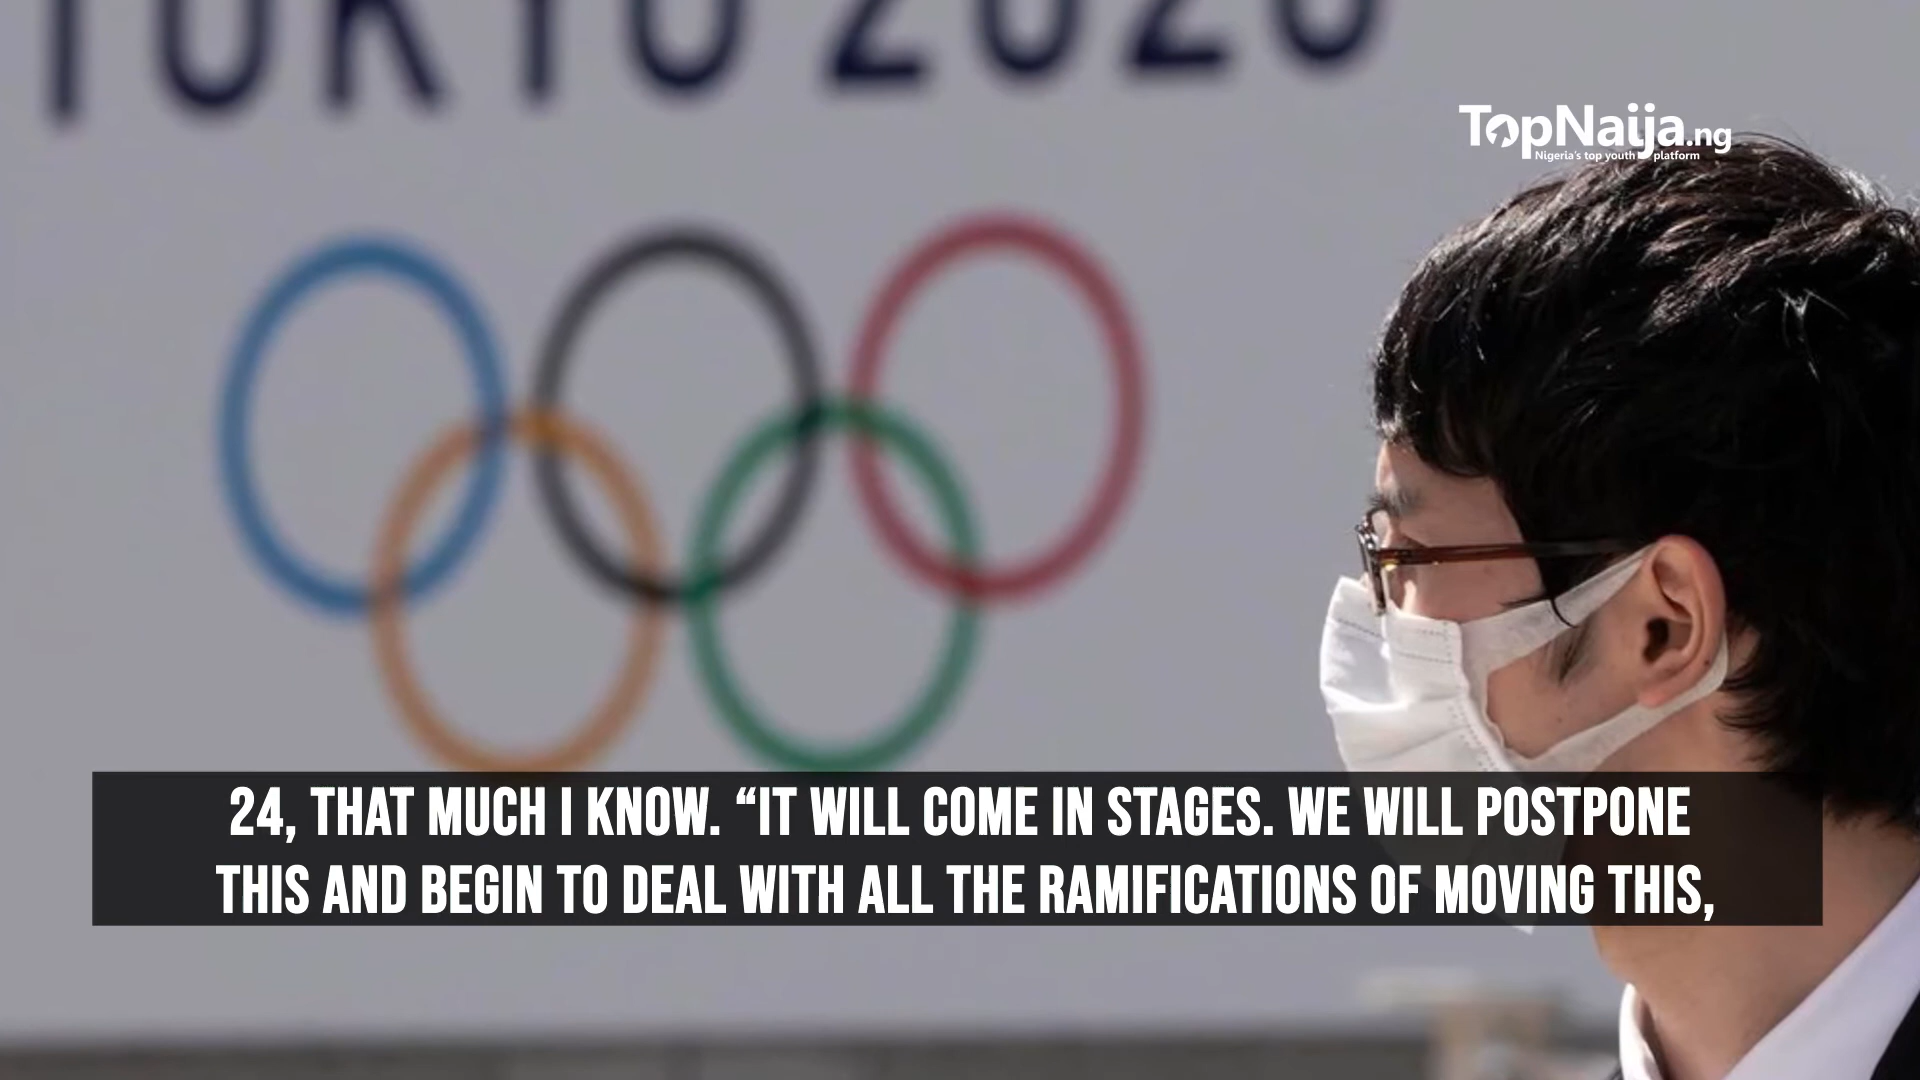 TOKYO 2020
TopNaija.ng
Nigeria's top youth platform
24, THAT MUCH I KNOW. “IT WILL COME IN STAGES. WE WILL POSTPONE
THIS AND BEGIN TO DEAL WITH ALL THE RAMIFICATIONS OF MOVING THIS,